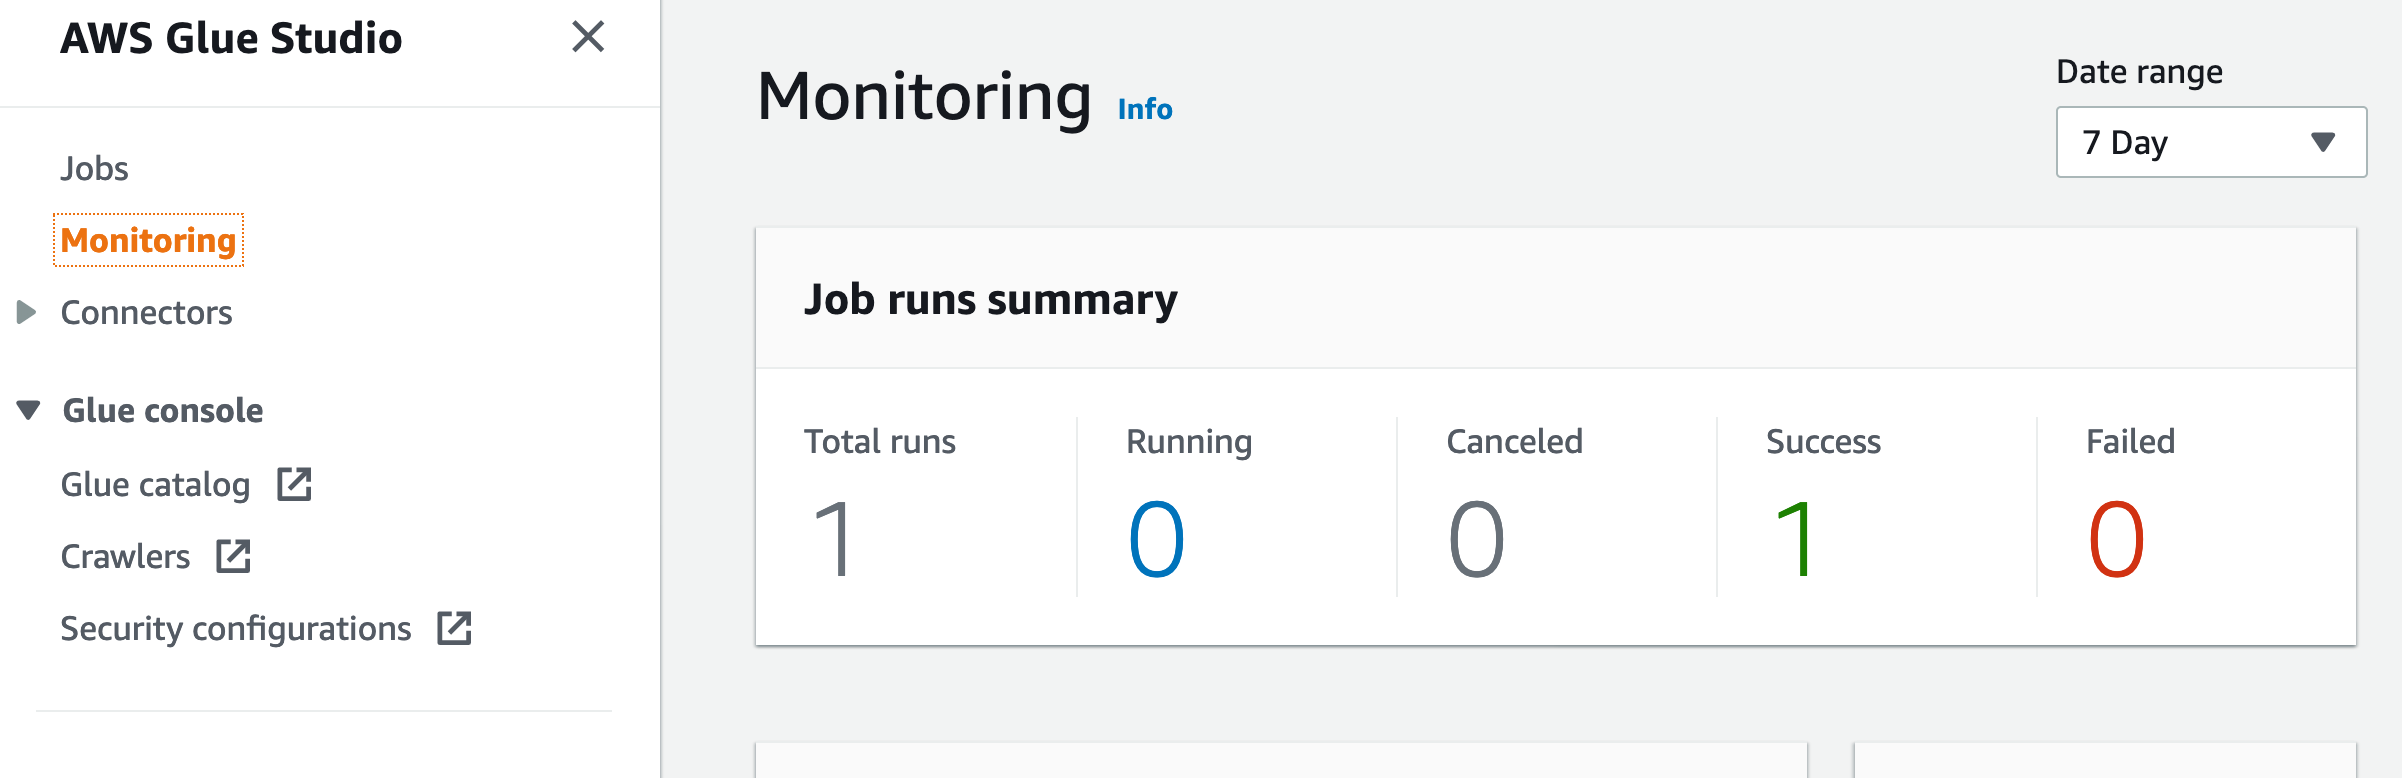 AWS Glue Studio
Jobs
Monitoring
Connectors
Glue console
Glue catalog
Crawlers
Security configurations
Monitoring Info
Date range
7 Day
Job runs summary
Total runs Running Canceled Success Failed
1 0 0 1 0